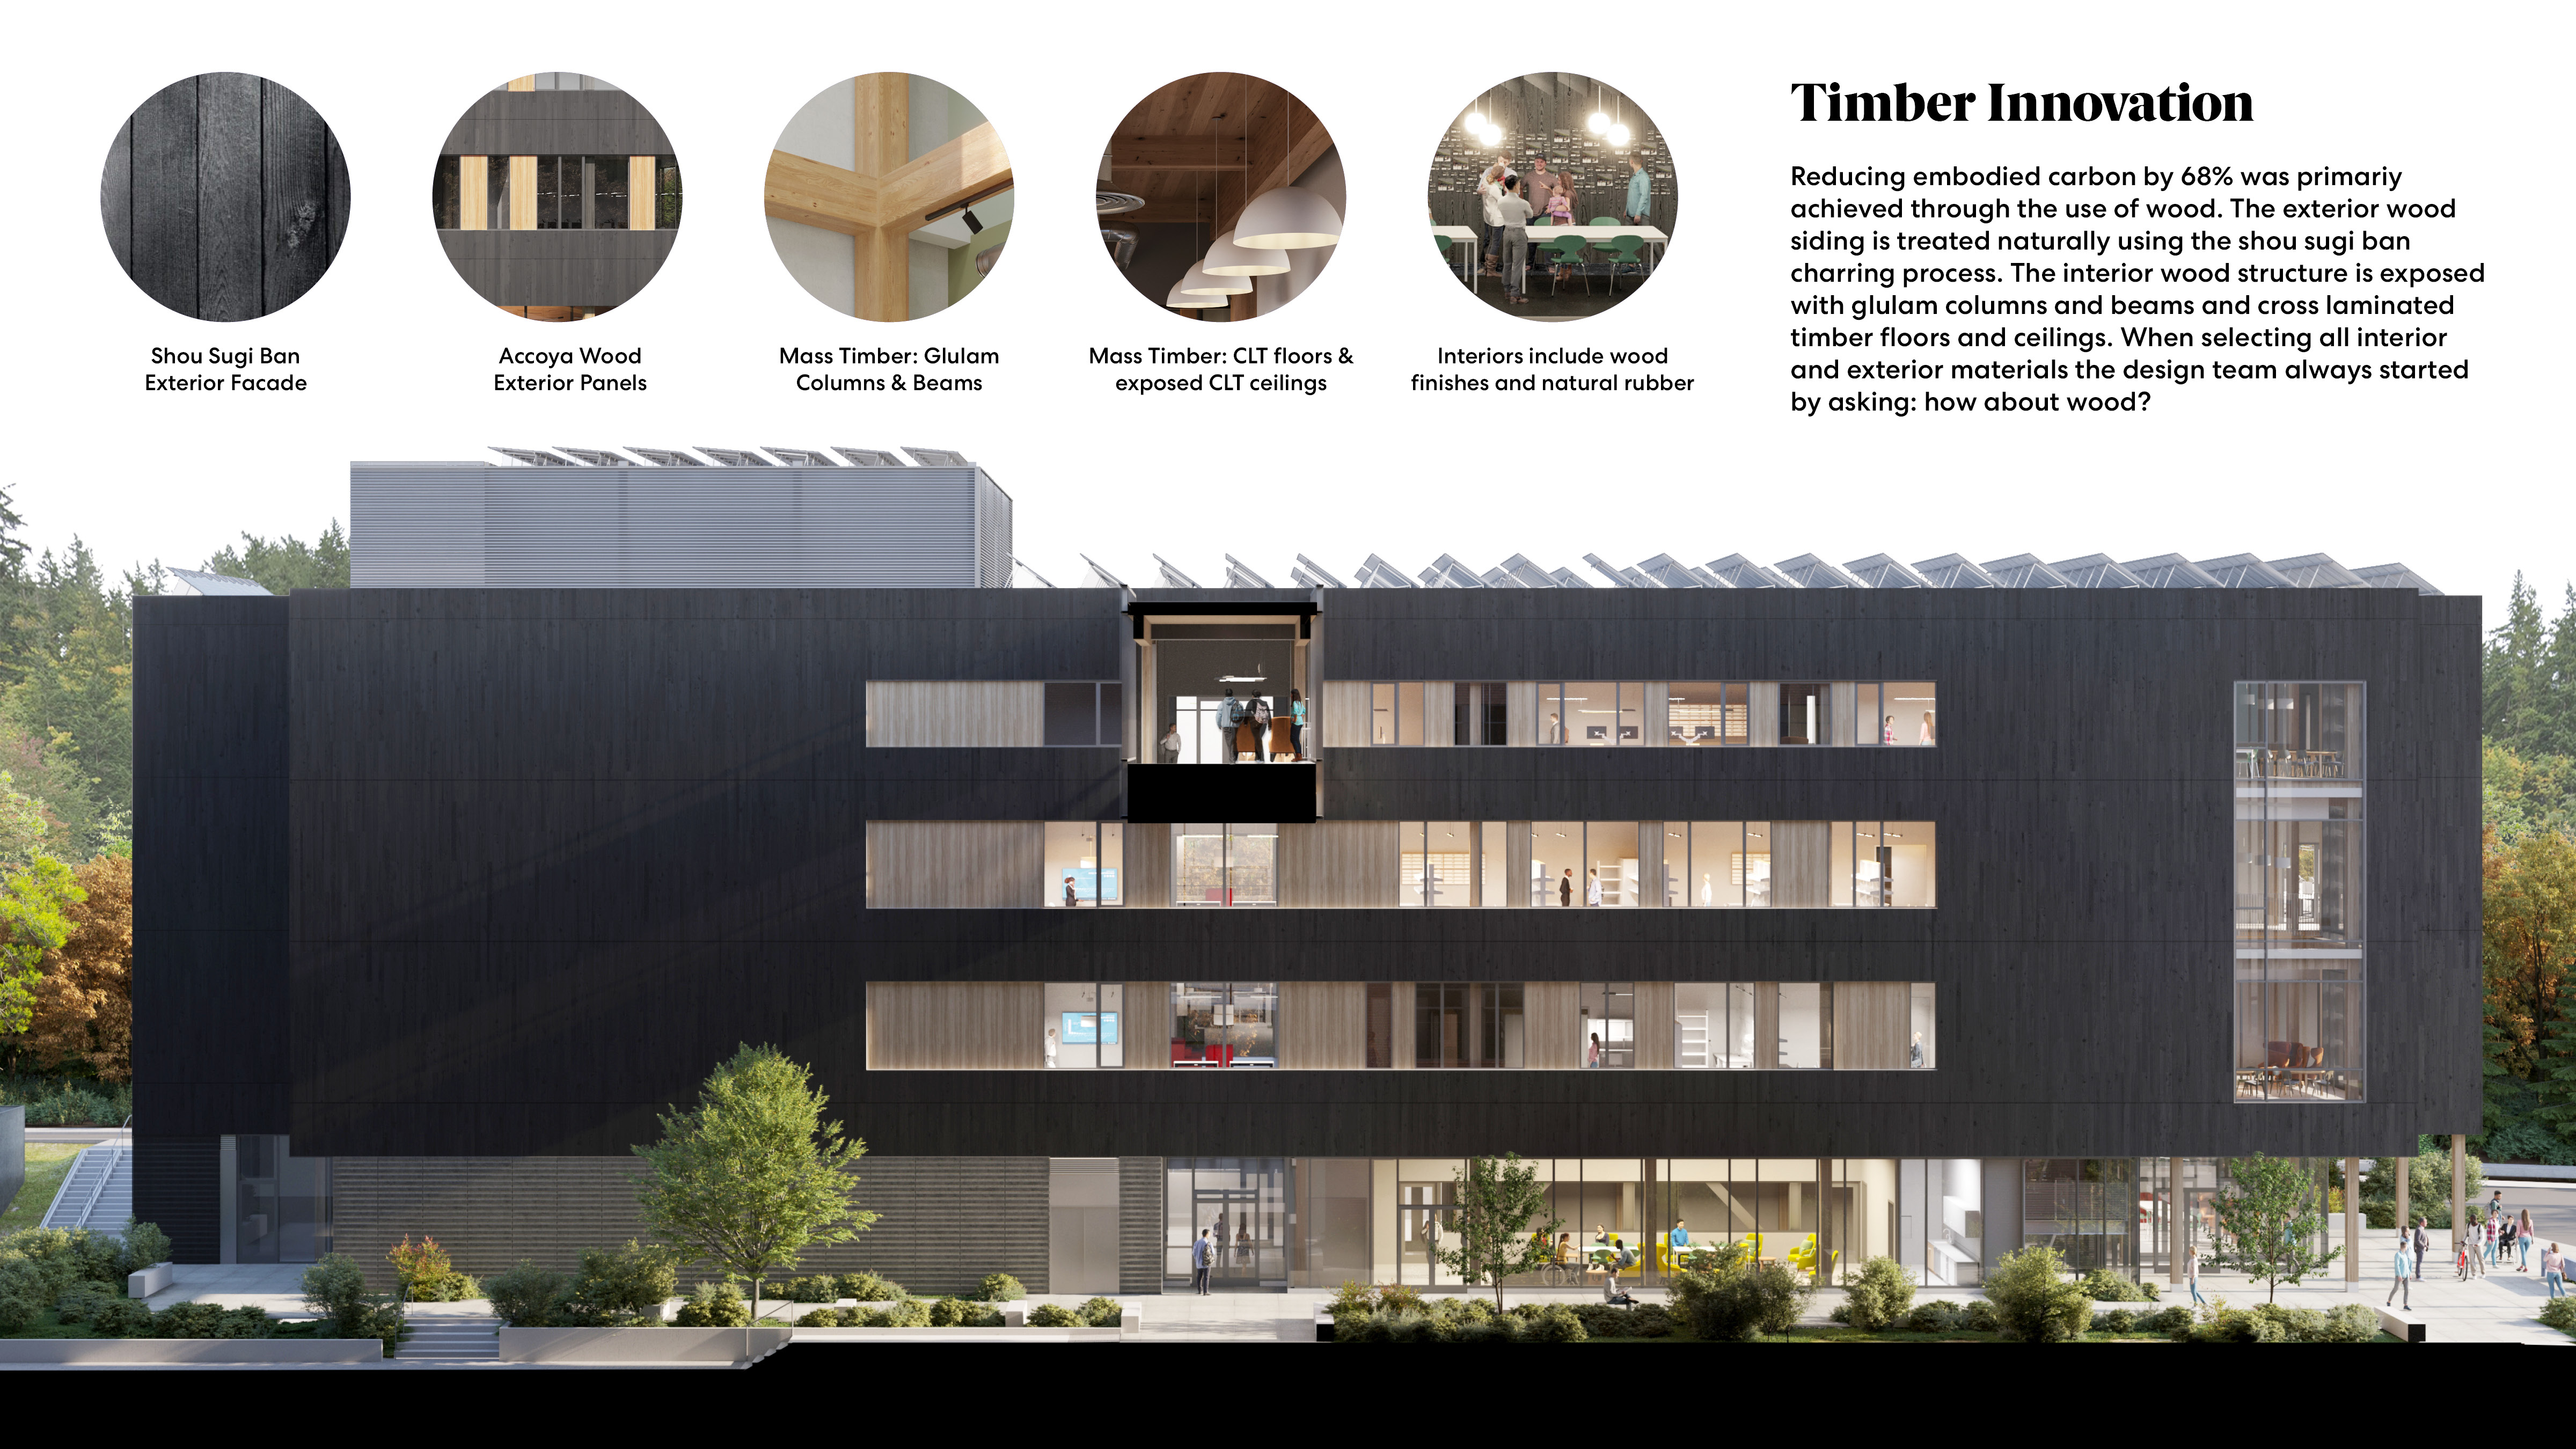 Timber Innovation
Reducing embodied carbon by 68% was primariy
achieved through the use of wood. The exterior wood
siding is treated naturally using the shou sugi ban
charring process. The interior wood structure is exposed
with glulam columns and beams and cross laminated
timber floors and ceilings. When selecting all interior
and exterior materials the design team always started
by asking: how about wood?
Shou Sugi Ban
Exterior Facade
Accoya Wood
Exterior Panels
Mass Timber: Glulam
Columns & Beams
Mass Timber: CLT floors &
exposed CLT ceilings
Interiors include wood
finishes and natural rubber